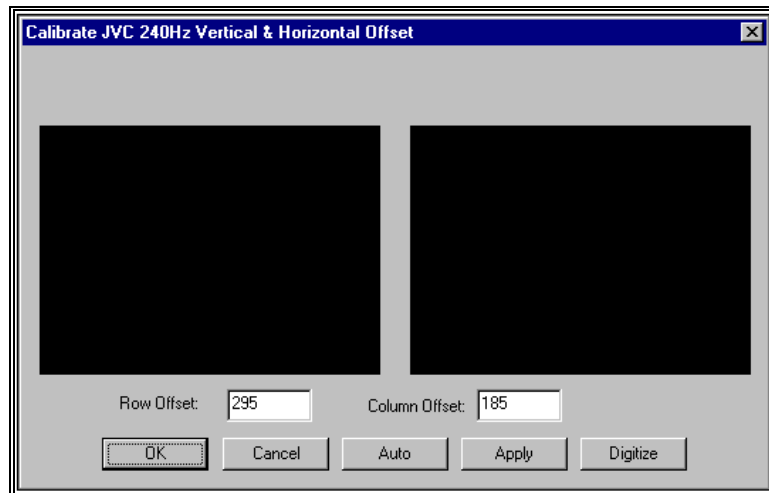 Calibrate JVC 240Hz Vertical & Horizontal Offset
Row Offset: 295 Column Offset: 185
OK Cancel Auto Apply Digitize